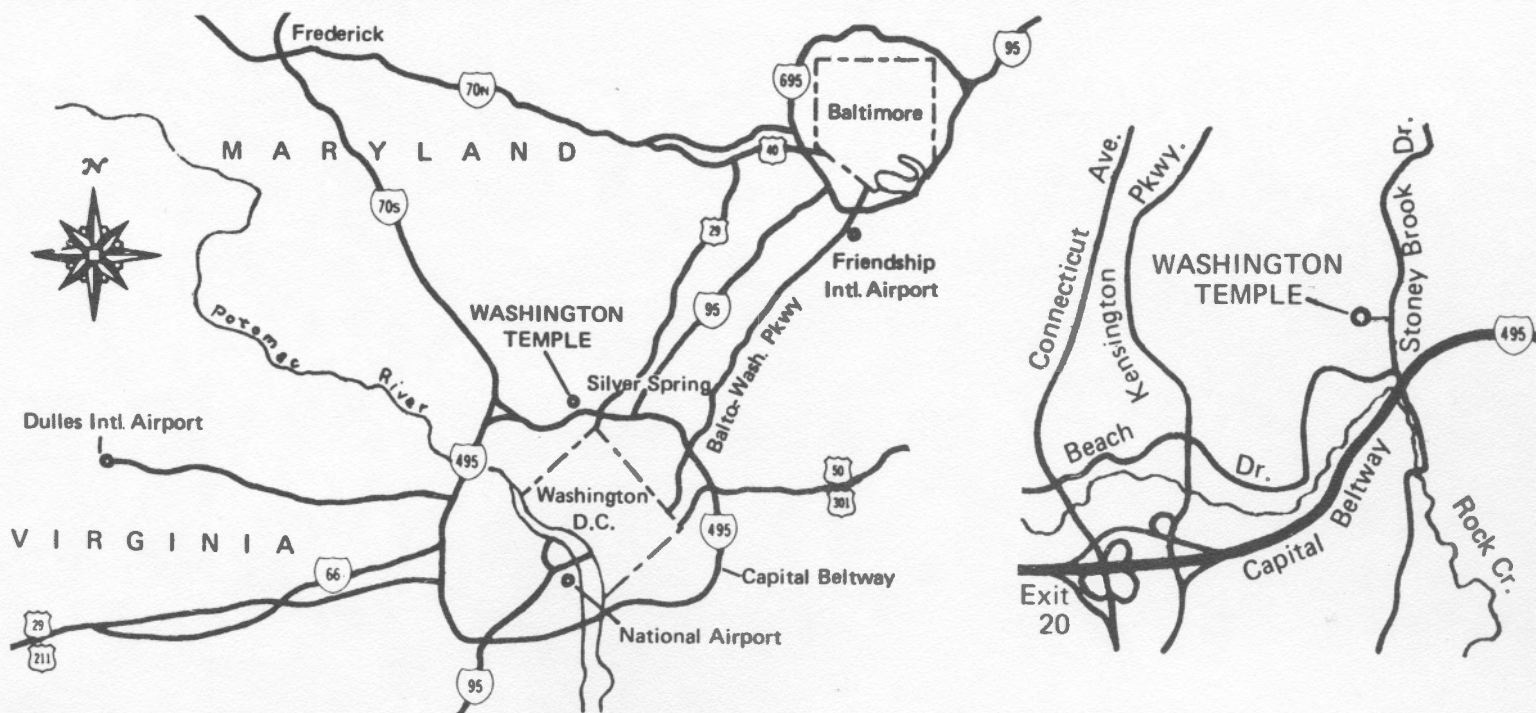 Frederick
95
695
70N
Baltimore
MARYLAND
40
N
70S
29
Friendship
Intl. Airport
95
WASHINGTON
TEMPLE
Potomac
River
Silver Spring
Balto-Wash. Pkwy
Dulles Intl. Airport
495
50
301
Washington
D.C.
495
VIRGINIA
66
Capital Beltway
29
211
National Airport
95
Connecticut Ave.
Kensington Pkwy.
Stoney Brook Dr.
WASHINGTON
TEMPLE
495
Beach Dr.
Capital Beltway
Rock Cr.
Exit
20